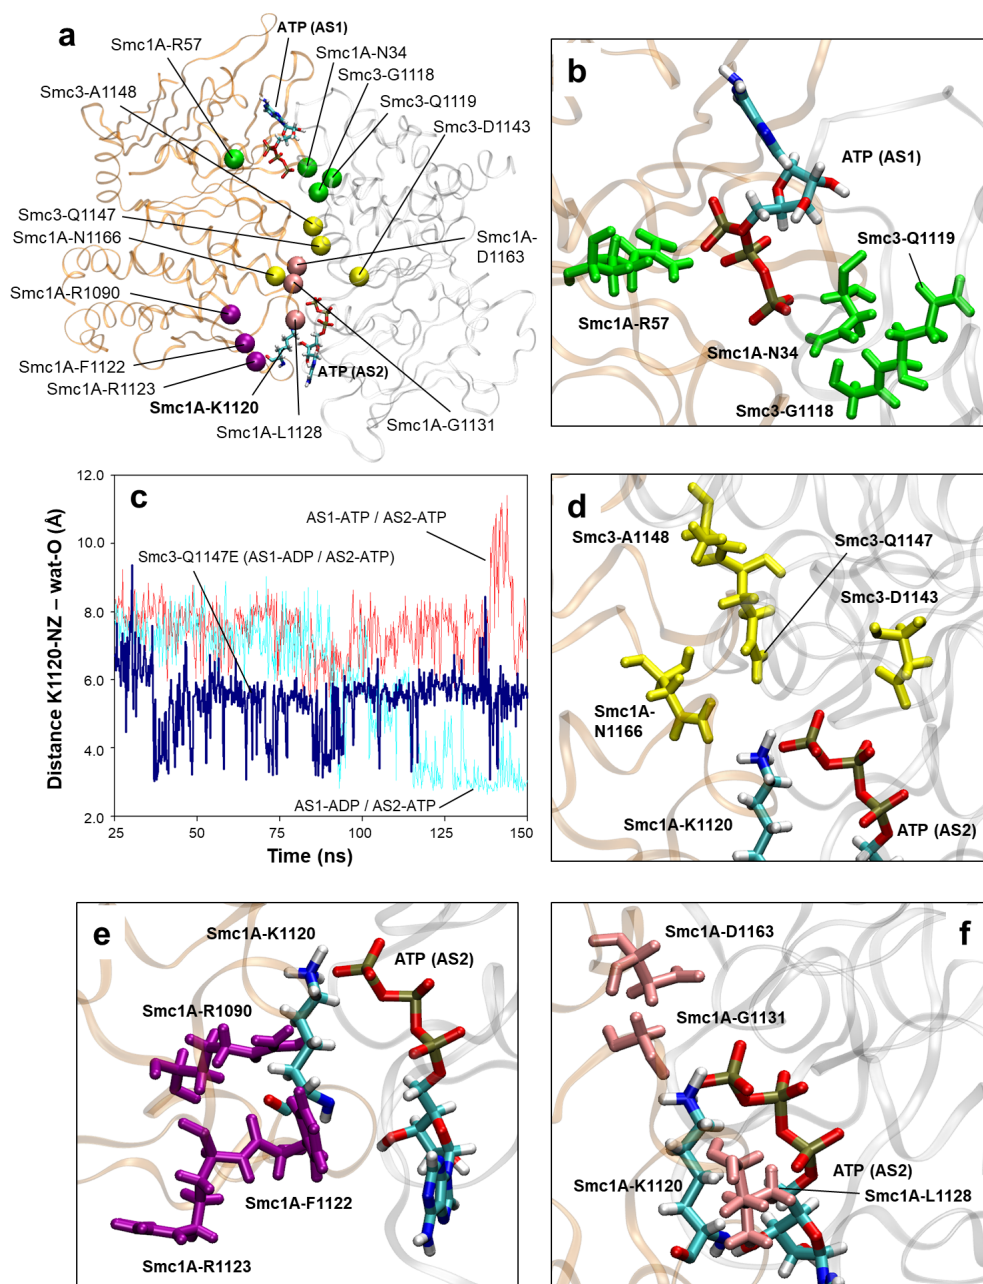 a
ATP (AS1)
Smc1A-R57
Smc1A-N34
Smc3-G1118
Smc3-A1148
Smc3-Q1119
Smc3-D1143
Smc3-Q1147
Smc1A-N1166
Smc1A-
D1163
Smc1A-R1090
Smc1A-F1122
Smc1A-R1123
ATP (AS2)
Smc1A-K1120
Smc1A-G1131
Smc1A-L1128
b
ATP (AS1)
Smc3-Q1119
Smc1A-R57
Smc1A-N34
Smc3-G1118
c
Distance K1120-NZ – wat-O (Å)
12.0
10.0
8.0
6.0
4.0
2.0
AS1-ATP / AS2-ATP
Smc3-Q1147E (AS1-ADP / AS2-ATP)
AS1-ADP / AS2-ATP
25
50
75
100
125
150
Time (ns)
d
Smc3-A1148
Smc3-Q1147
Smc3-D1143
Smc1A-
N1166
Smc1A-K1120
ATP (AS2)
e
Smc1A-K1120
ATP (AS2)
Smc1A-R1090
Smc1A-F1122
Smc1A-R1123
f
Smc1A-D1163
Smc1A-G1131
ATP (AS2)
Smc1A-K1120
Smc1A-L1128